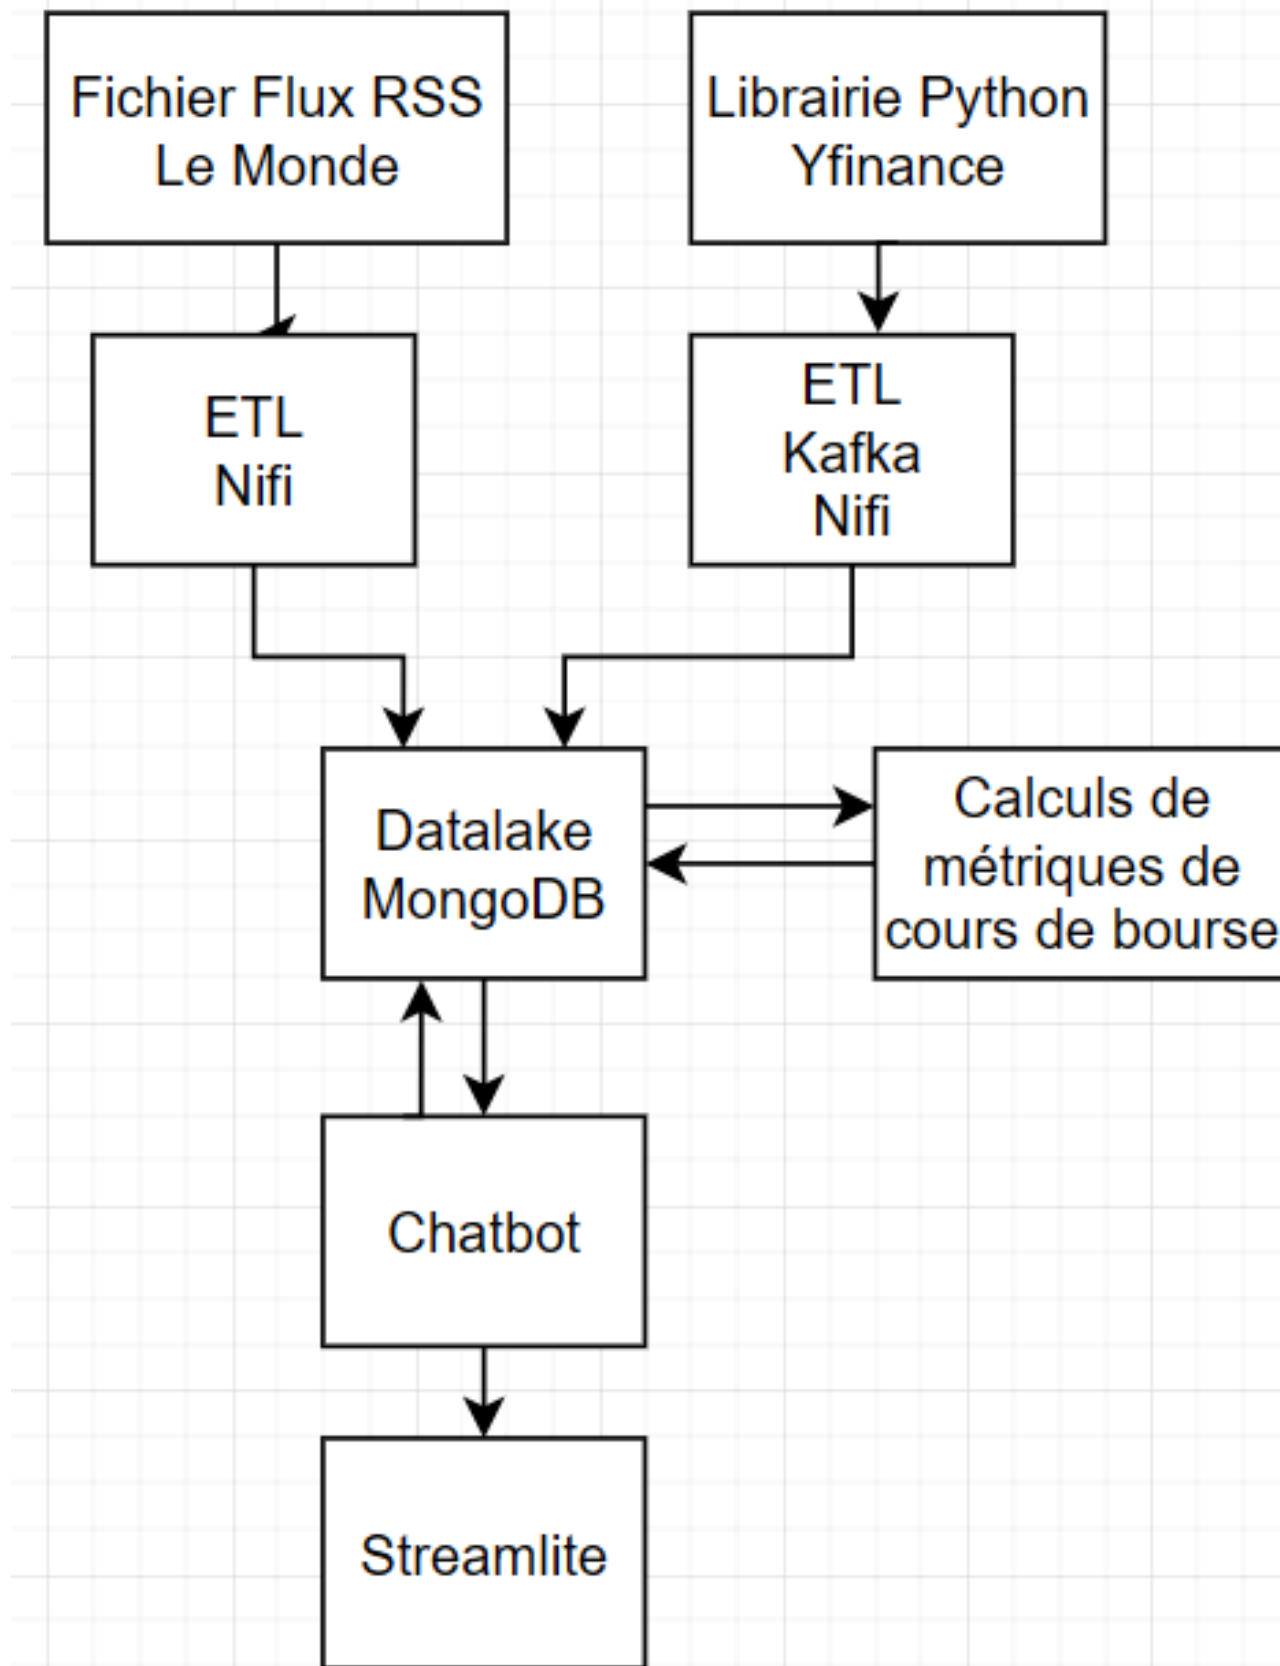 Fichier Flux RSS
Le Monde
Librairie Python
Yfinance
ETL
Nifi
ETL
Kafka
Nifi
Datalake
MongoDB
Calculs de
métriques de
cours de bourse
Chatbot
Streamlite